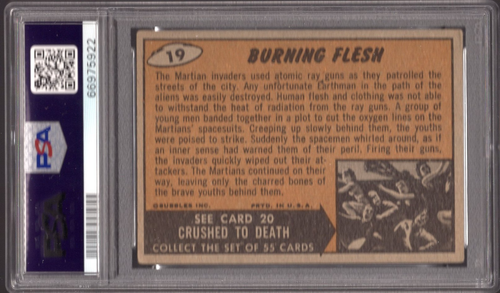 19
BURNING FLESH
The Martian invaders used atomic ray guns as they patrolled the
streets of the city. Any unfortunate Earthman in the path of the
aliens was easily destroyed. Human flesh and clothing was not able
to withstand the heat of radiation from the ray guns. A group of
young men banded together in a plot to cut the oxygen lines on the
Martians' spacesuits. Creeping up slowly behind them, the youths
were poised to strike. Suddenly the spacemen whirled around, as if
an inner sense had warned them of their peril. Firing their guns,
the invaders quickly wiped out their at-
tackers. The Martians continued on their
way, leaving only the charred bones of
the brave youths behind them.
©BUBBLES INC. PRTD. IN U.S.A.
SEE CARD 20
CRUSHED TO DEATH
COLLECT THE SET OF 55 CARDS
66975922
PSA
PSA